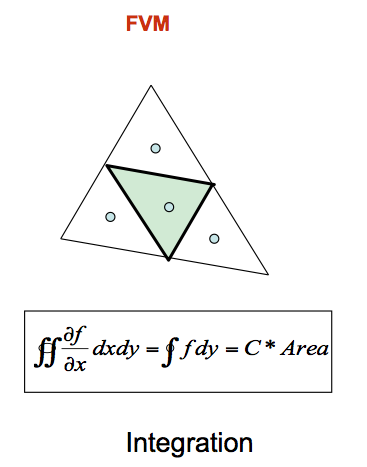 FVM
∯ ∂f/∂x dxdy = ∮ f dy = C * Area
Integration